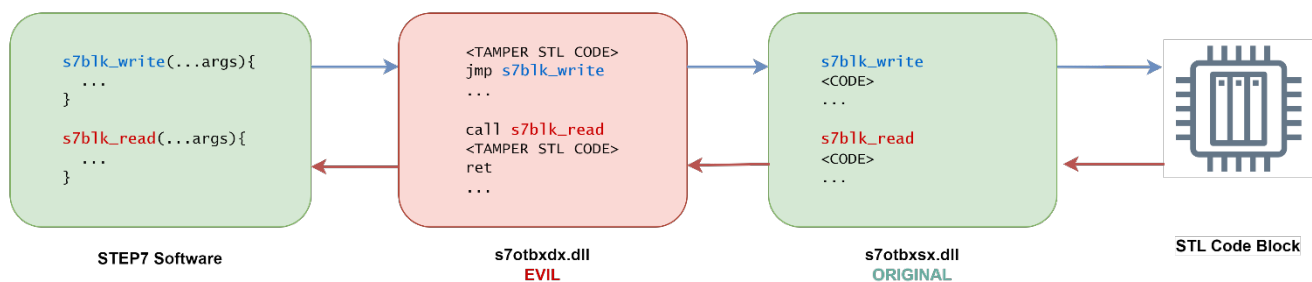 s7blk_write(...args){
...
}
s7blk_read(...args){
...
}
STEP7 Software
<TAMPER STL CODE>
jmp s7blk_write
...
call s7blk_read
<TAMPER STL CODE>
ret
...
s7otbxdx.dll
EVIL
s7blk_write
<CODE>
...
s7blk_read
<CODE>
...
s7otbxsx.dll
ORIGINAL
STL Code Block